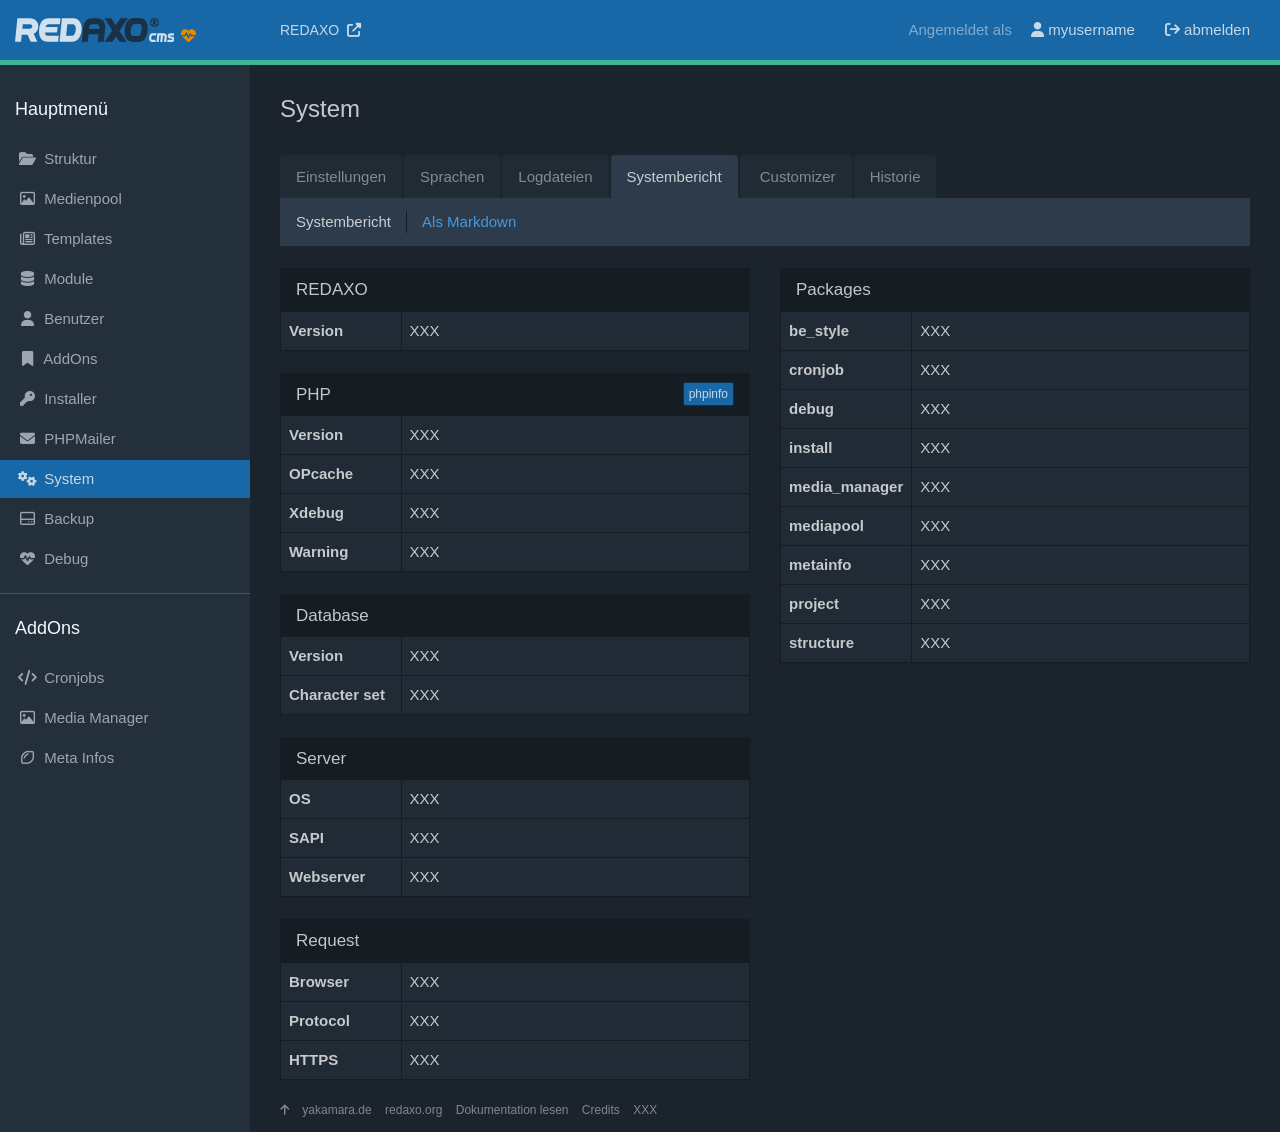 REDAXO® cms
REDAXO
Angemeldet als myusername abmelden
Hauptmenü
Struktur
Medienpool
Templates
Module
Benutzer
AddOns
Installer
PHPMailer
System
Backup
Debug
AddOns
Cronjobs
Media Manager
Meta Infos
System
Einstellungen Sprachen Logdateien Systembericht Customizer Historie
Systembericht Als Markdown
REDAXO
Version XXX
PHP phpinfo
Version XXX
OPcache XXX
Xdebug XXX
Warning XXX
Database
Version XXX
Character set XXX
Server
OS XXX
SAPI XXX
Webserver XXX
Request
Browser XXX
Protocol XXX
HTTPS XXX
Packages
be_style XXX
cronjob XXX
debug XXX
install XXX
media_manager XXX
mediapool XXX
metainfo XXX
project XXX
structure XXX
yakamara.de redaxo.org Dokumentation lesen Credits XXX